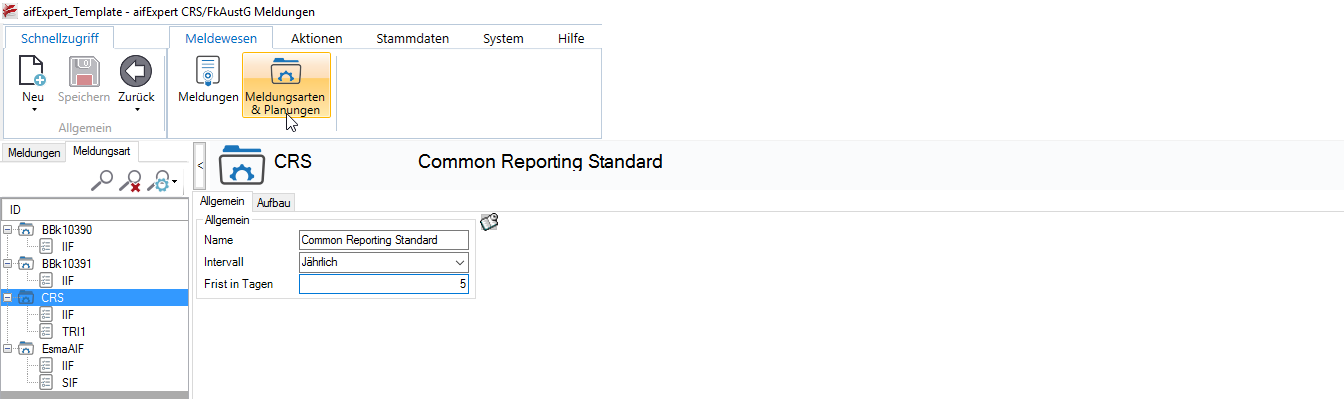 aifExpert_Template - aifExpert CRS/FkAustG Meldungen
Schnellzugriff Meldewesen Aktionen Stammdaten System Hilfe
Neu Speichern Zurück Meldungen Meldungsarten
& Planungen
Allgemein
Meldungen Meldungsart
< CRS Common Reporting Standard
ID
BBk10390
IIF
BBk10391
IIF
CRS
IIF
TRI1
EsmaAIF
IIF
SIF
Allgemein Aufbau
Allgemein
Name Common Reporting Standard
Intervall Jährlich
Frist in Tagen 5